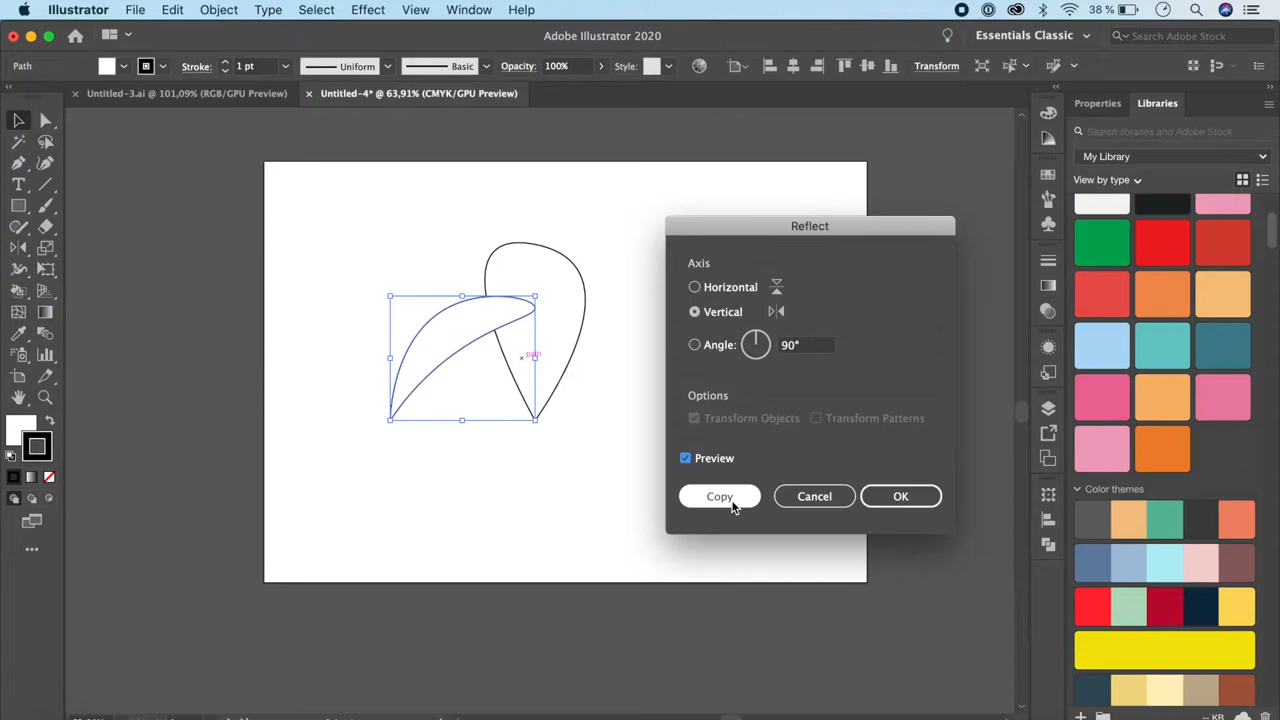 Illustrator File Edit Object Type Select Effect View Window Help 38 %
Adobe Illustrator 2020
Essentials Classic
Search Adobe Stock
Path Stroke: 1 pt Uniform Basic Opacity: 100% Style: Transform
× Untitled-3.ai @ 101,09% (RGB/GPU Preview) × Untitled-4* @ 63,91% (CMYK/GPU Preview)
Properties Libraries
Search libraries and Adobe Stock
My Library
View by type
Reflect
Axis
Horizontal
Vertical
Angle: 90°
path
Options
Transform Objects Transform Patterns
Preview
Copy Cancel OK
Color themes
-- KB